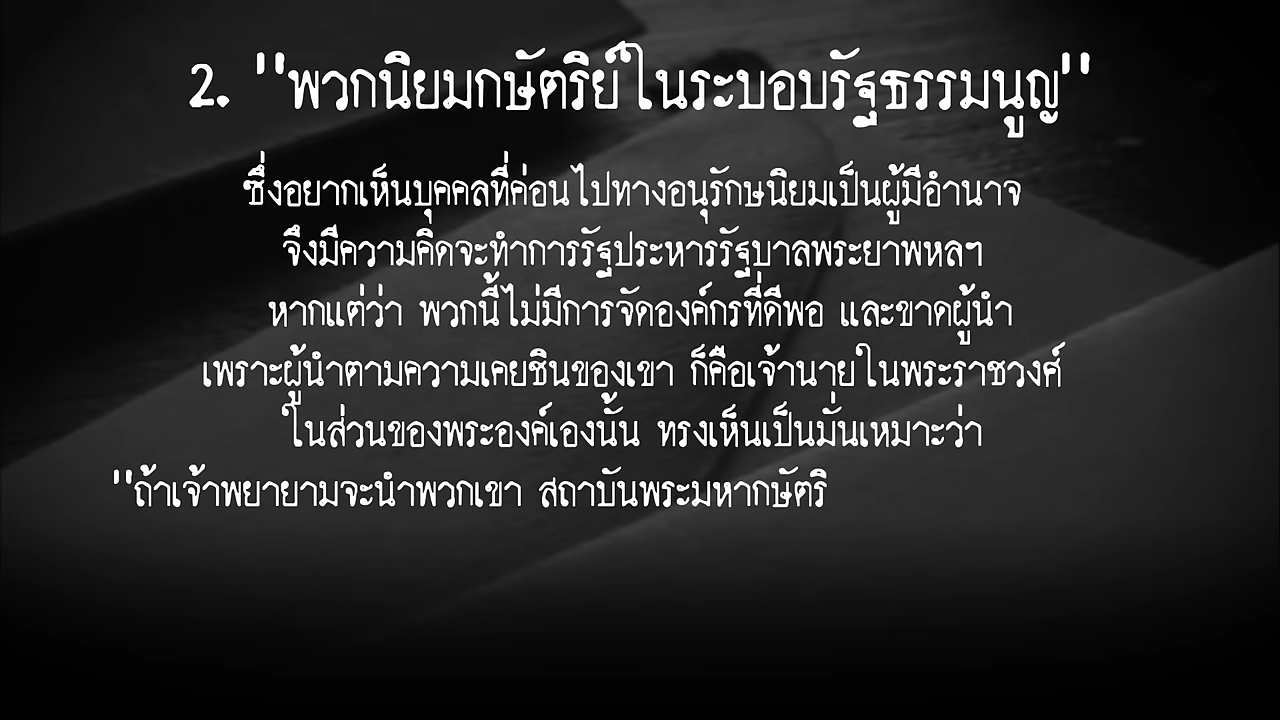 2. "พวกนิยมกษัตริย์ในระบอบรัฐธรรมนูญ"
ซึ่งอยากเห็นบุคคลที่ค่อนไปทางอนุรักษนิยมเป็นผู้มีอำนาจ
จึงมีความคิดจะทำการรัฐประหารรัฐบาลพระยาพหลฯ
หากแต่ว่า พวกนี้ไม่มีการจัดองค์กรที่ดีพอ และขาดผู้นำ
เพราะผู้นำตามความเคยชินของเขา ก็คือเจ้านายในพระราชวงศ์
ในส่วนของพระองค์เองนั้น ทรงเห็นเป็นมั่นเหมาะว่า
"ถ้าเจ้าพยายามจะนำพวกเขา สถาบันพระมหากษัตริ